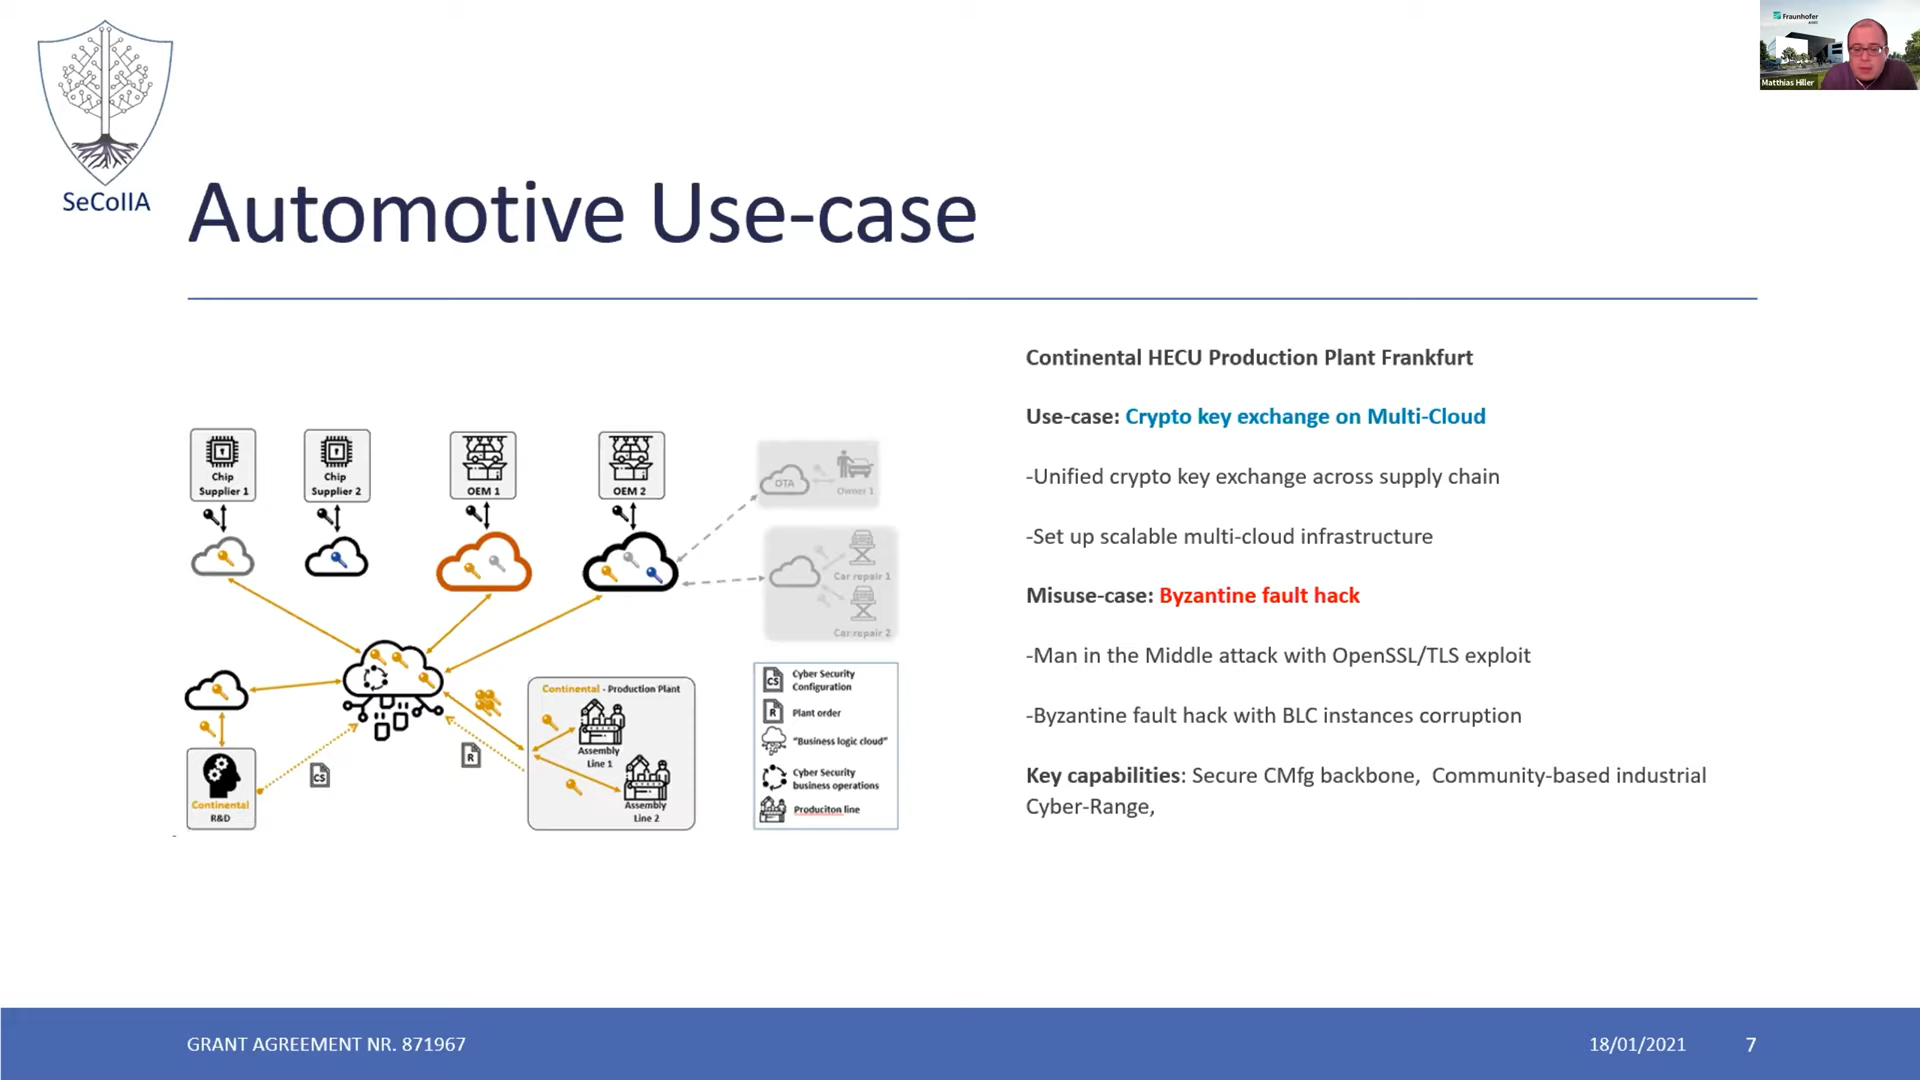 Fraunhofer
Matthias Hiller
SeCoIIA
Automotive Use-case
Continental HECU Production Plant Frankfurt
Use-case: Crypto key exchange on Multi-Cloud
-Unified crypto key exchange across supply chain
-Set up scalable multi-cloud infrastructure
Misuse-case: Byzantine fault hack
-Man in the Middle attack with OpenSSL/TLS exploit
-Byzantine fault hack with BLC instances corruption
Key capabilities: Secure CMfg backbone, Community-based industrial
Cyber-Range,
Chip
Supplier 1
Chip
Supplier 2
OEM 1
OEM 2
OTA
Owner 1
Car repair 1
Car repair 2
Continental - Production Plant
Assembly
Line 1
Assembly
Line 2
R
CS
Continental
R&D
CS
Cyber Security
Configuration
R
Plant order
"Business logic cloud"
Cyber Security
business operations
Produciton line
GRANT AGREEMENT NR. 871967
18/01/2021
7